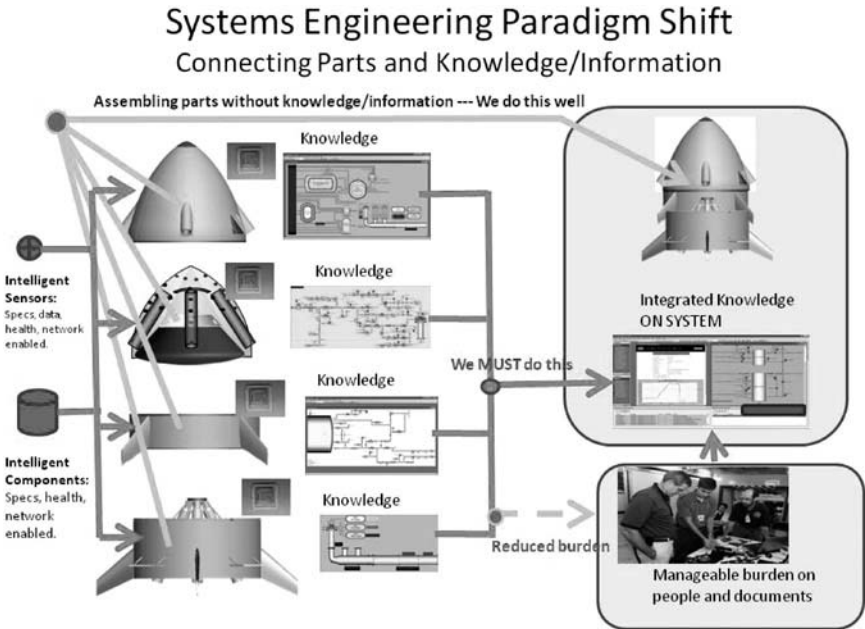 Systems Engineering Paradigm Shift
Connecting Parts and Knowledge/Information
Assembling parts without knowledge/information --- We do this well
Knowledge
Intelligent
Sensors:
Specs, data,
health, network
enabled.
Knowledge
Integrated Knowledge
ON SYSTEM
We MUST do this
Knowledge
Intelligent
Components:
Specs, health,
network
enabled.
Knowledge
Reduced burden
Manageable burden on
people and documents